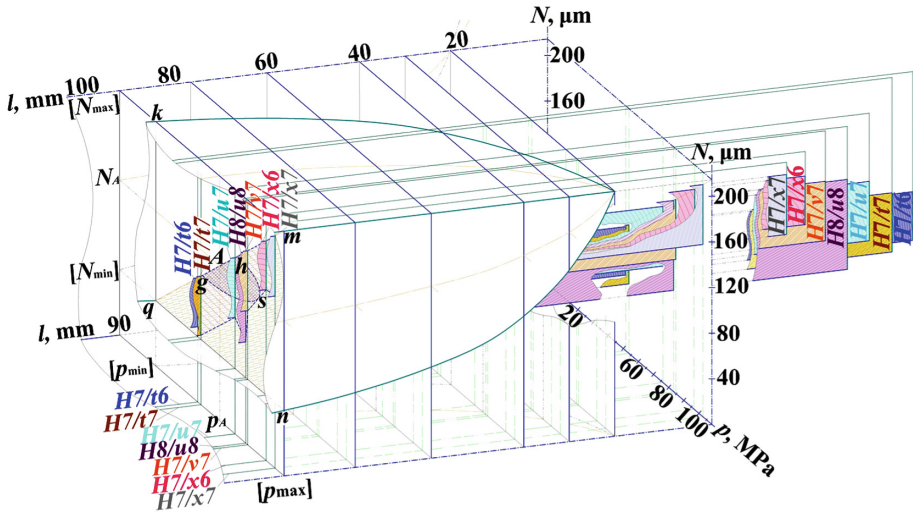 N, μm
200
160
l, mm
100
80
60
40
20
[Nmax]
k
N_A
[Nmin]
q
l, mm
90
[pmin]
H7/t6
H7/t7
A
H7/u7
H8/u8
H7/v7
H7/x6
H7/x7
g
h
s
m
n
H7/t6
H7/t7
p_A
H7/u7
H8/u8
H7/v7
H7/x6
H7/x7
[pmax]
N, μm
200
160
120
80
40
20
60
80
100
p, MPa
H7/x7
H7/x6
H7/v7
H8/u8
H7/u7
H7/t7